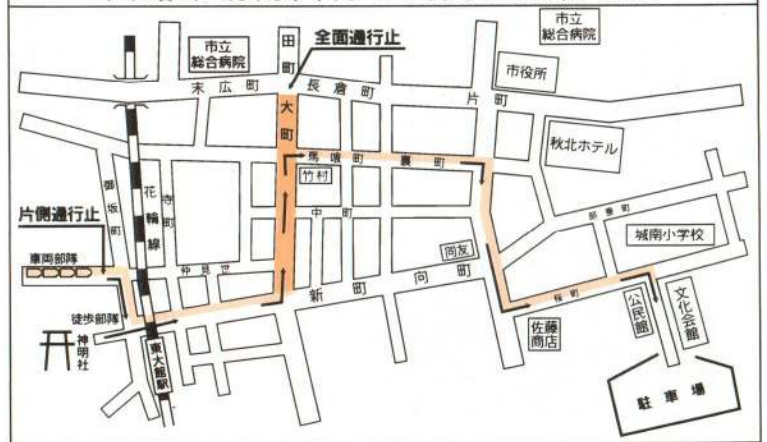 市立
総合病院
田町
全面通行止
市立
総合病院
市役所
末広町
長倉町
片町
大町
秋北ホテル
馬喰町
裏町
竹村
御坂町
花輪線
寺町
中町
部垂町
片側通行止
城南小学校
車両部隊
仲見世
同友
新町
向町
桜町
徒歩部隊
神明社
東大館駅
佐藤
商店
公民館
文化会館
駐車場